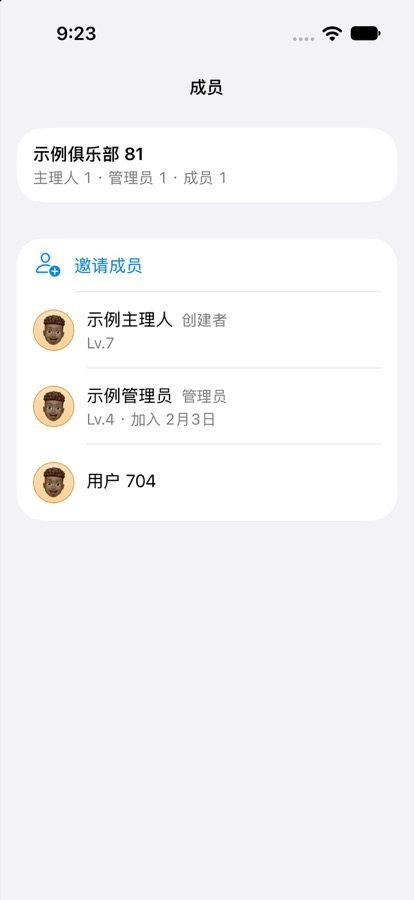 9:23
成员
示例俱乐部 81
主理人 1 · 管理员 1 · 成员 1
邀请成员
示例主理人 创建者
Lv.7
示例管理员 管理员
Lv.4 · 加入 2月3日
用户 704